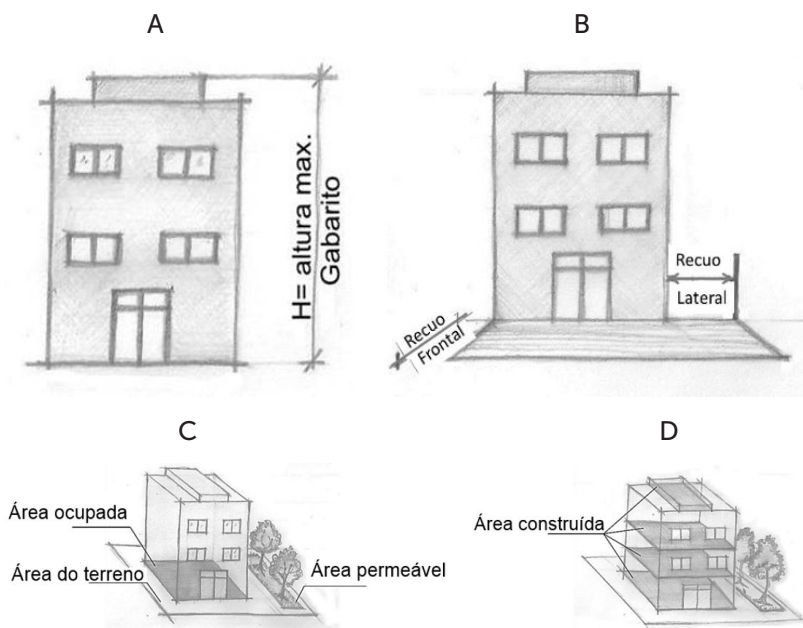 A
B
H= altura max.
Gabarito
Recuo
Lateral
Recuo
Frontal
C
D
Área ocupada
Área do terreno
Área permeável
Área construída